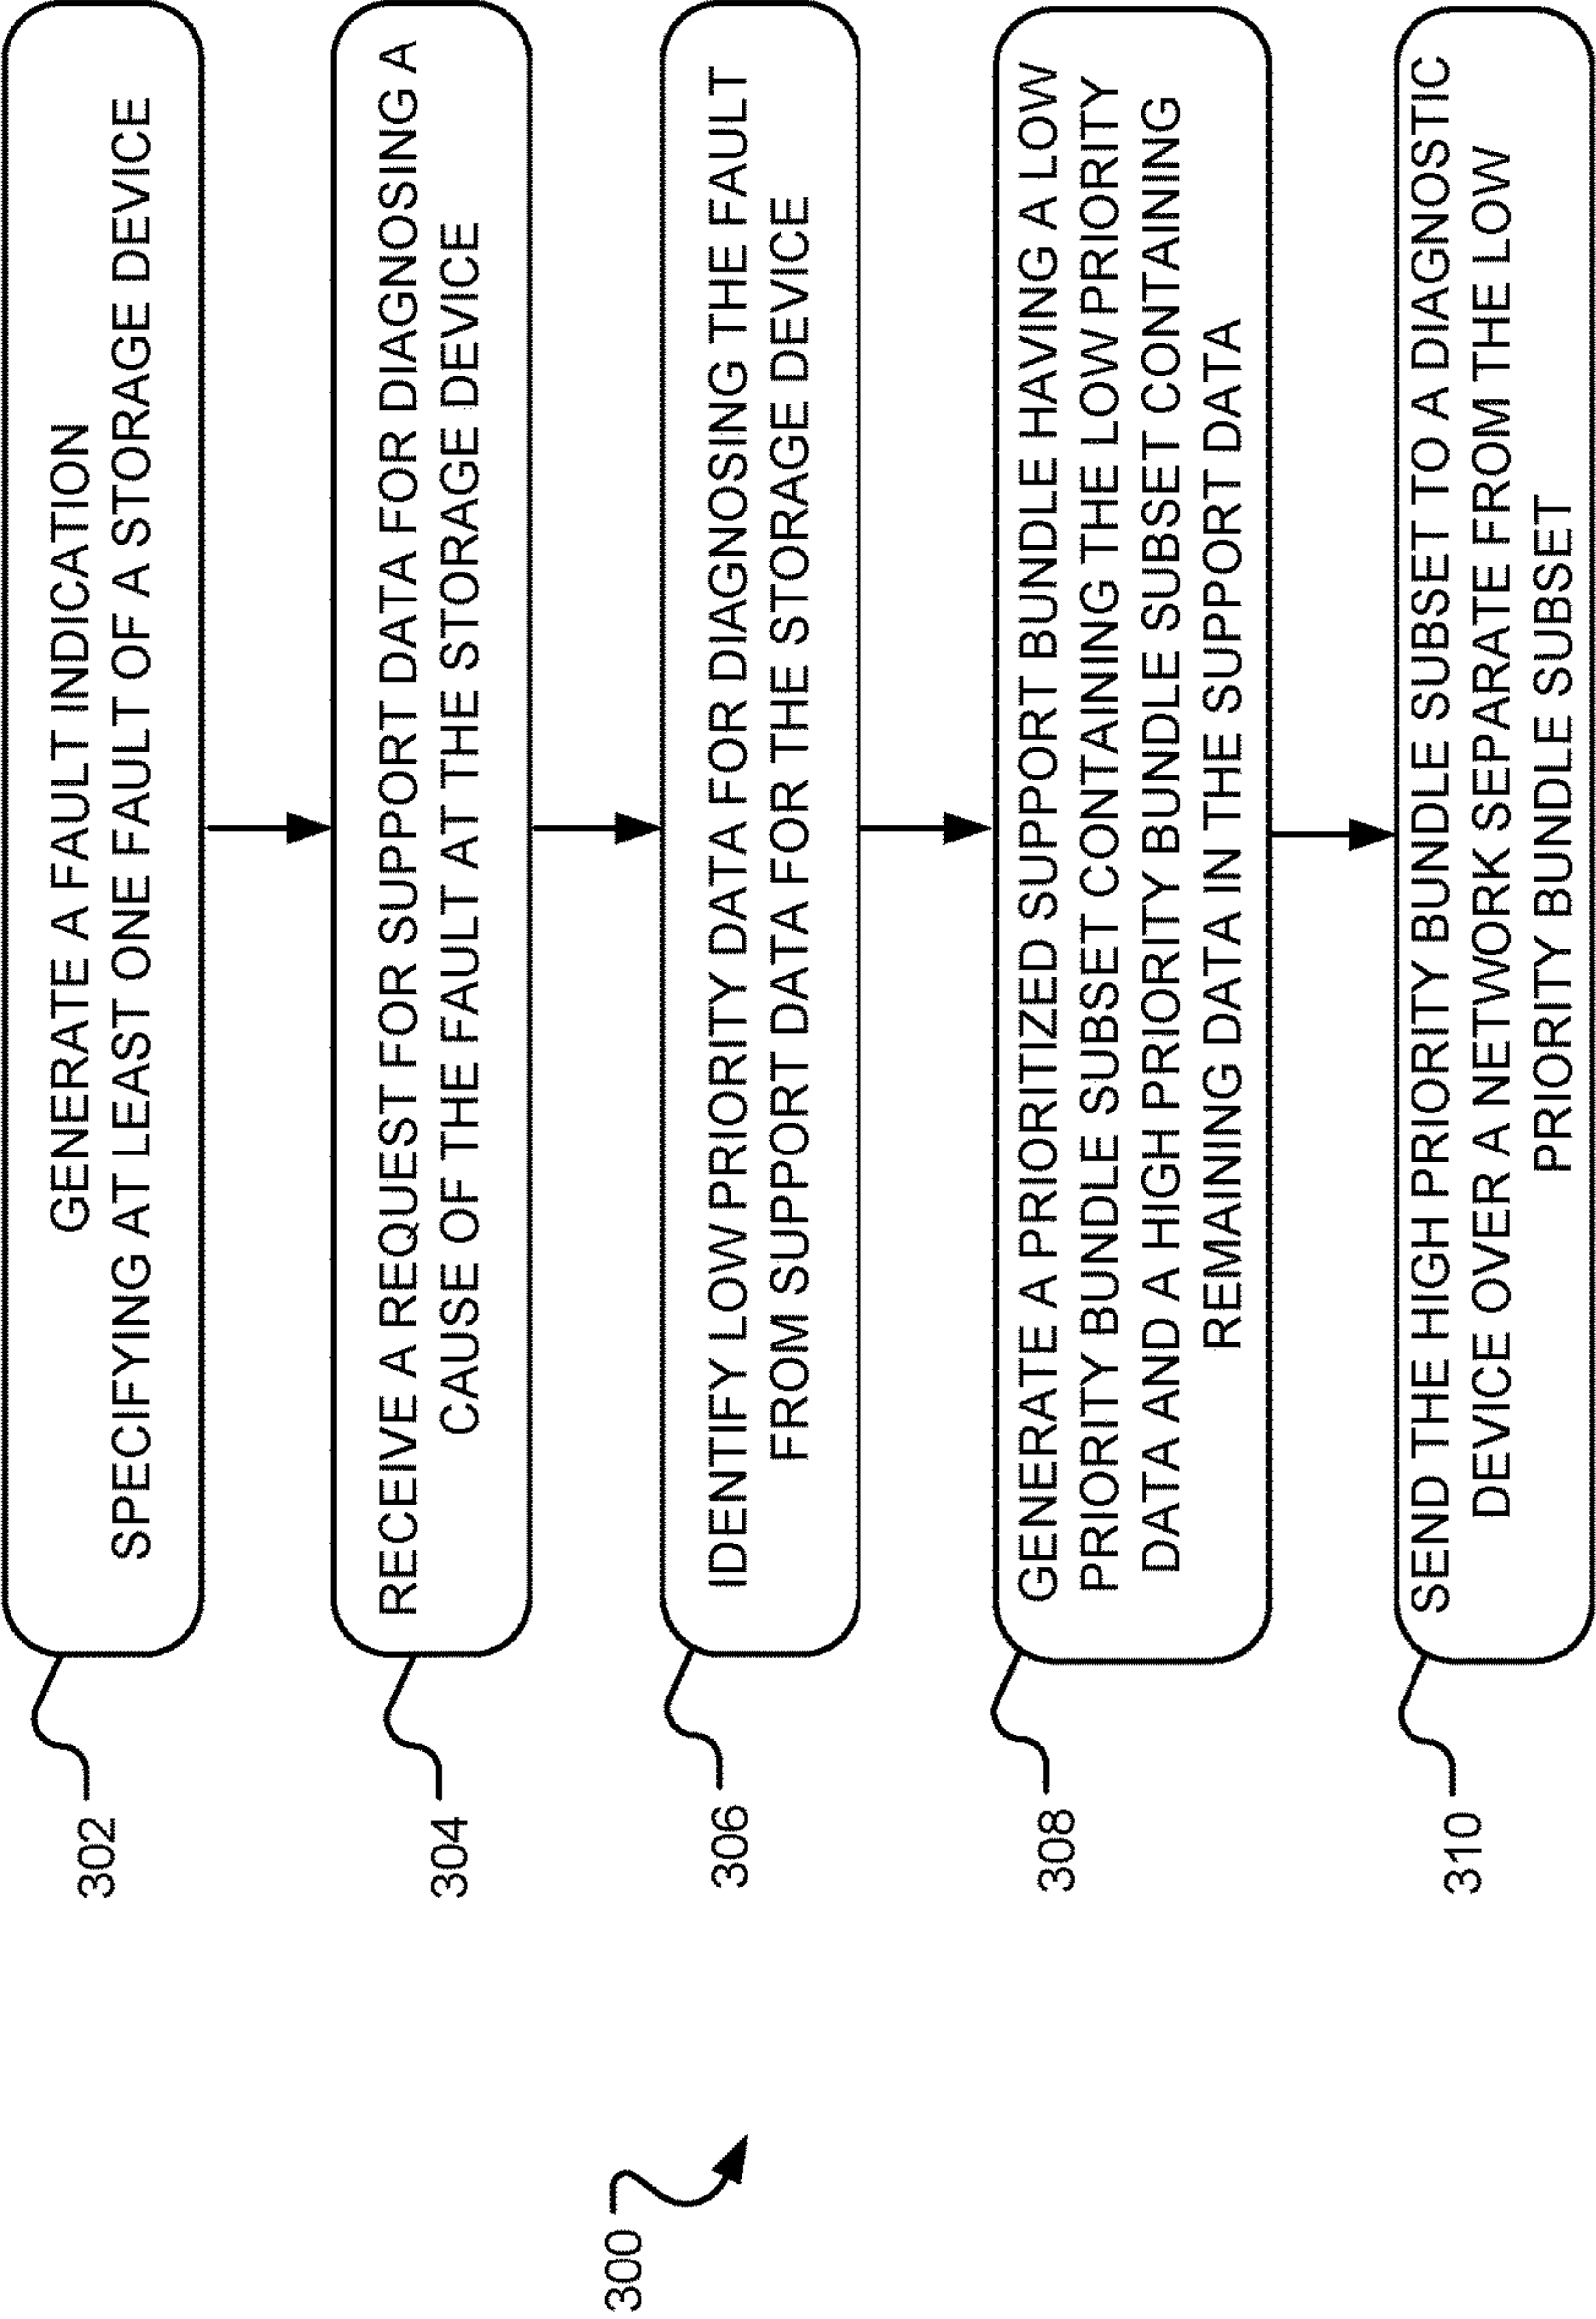 300
302
GENERATE A FAULT INDICATION
SPECIFYING AT LEAST ONE FAULT OF A STORAGE DEVICE
304
RECEIVE A REQUEST FOR SUPPORT DATA FOR DIAGNOSING A
CAUSE OF THE FAULT AT THE STORAGE DEVICE
306
IDENTIFY LOW PRIORITY DATA FOR DIAGNOSING THE FAULT
FROM SUPPORT DATA FOR THE STORAGE DEVICE
308
GENERATE A PRIORITIZED SUPPORT BUNDLE HAVING A LOW
PRIORITY BUNDLE SUBSET CONTAINING THE LOW PRIORITY
DATA AND A HIGH PRIORITY BUNDLE SUBSET CONTAINING
REMAINING DATA IN THE SUPPORT DATA
310
SEND THE HIGH PRIORITY BUNDLE SUBSET TO A DIAGNOSTIC
DEVICE OVER A NETWORK SEPARATE FROM THE LOW
PRIORITY BUNDLE SUBSET